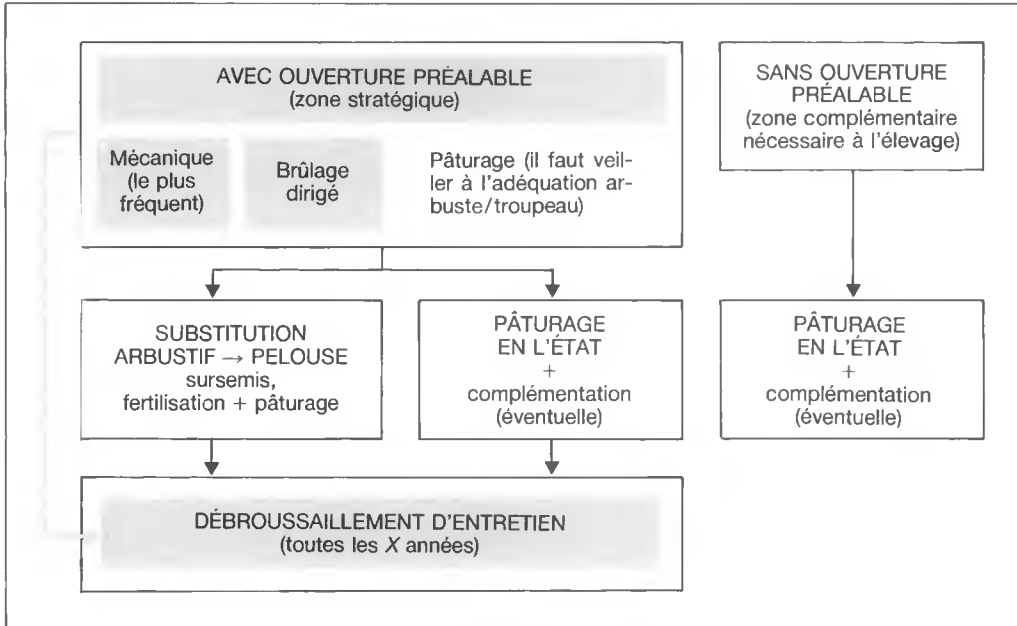 AVEC OUVERTURE PRÉALABLE
(zone stratégique)
Mécanique
(le plus
fréquent)
Brûlage
dirigé
Pâturage (il faut veil-
ler à l'adéquation ar-
buste/troupeau)
SANS OUVERTURE
PRÉALABLE
(zone complémentaire
nécessaire à l'élevage)
SUBSTITUTION
ARBUSTIF → PELOUSE
sursemis,
fertilisation + pâturage
PÂTURAGE
EN L'ÉTAT
+
complémentation
(éventuelle)
PÂTURAGE
EN L'ÉTAT
+
complémentation
(éventuelle)
DÉBROUSSAILLEMENT D'ENTRETIEN
(toutes les X années)